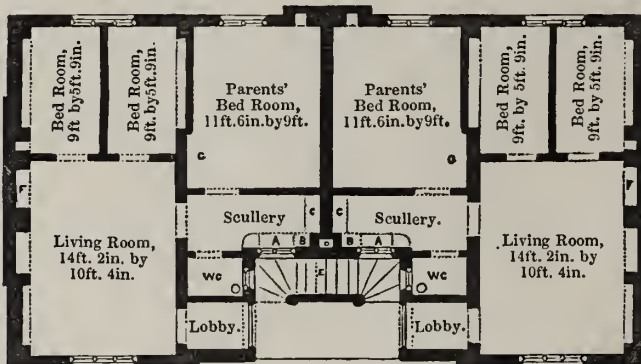 Bed Room,
9ft by 5ft. 9in.
Bed Room,
9ft. by 5ft. 9in.
Parents'
Bed Room,
11ft. 6in. by 9ft.
Parents'
Bed Room,
11ft. 6in. by 9ft.
Bed Room,
9ft. by 5ft. 9in.
Bed Room,
9ft. by 5ft. 9in.
G
G
F
F
Scullery
C
C
Scullery.
A
B
D
B
A
Living Room,
14ft. 2in. by
10ft. 4in.
Living Room,
14ft. 2in. by
10ft. 4in.
WC
E
WC
Lobby.
Lobby.